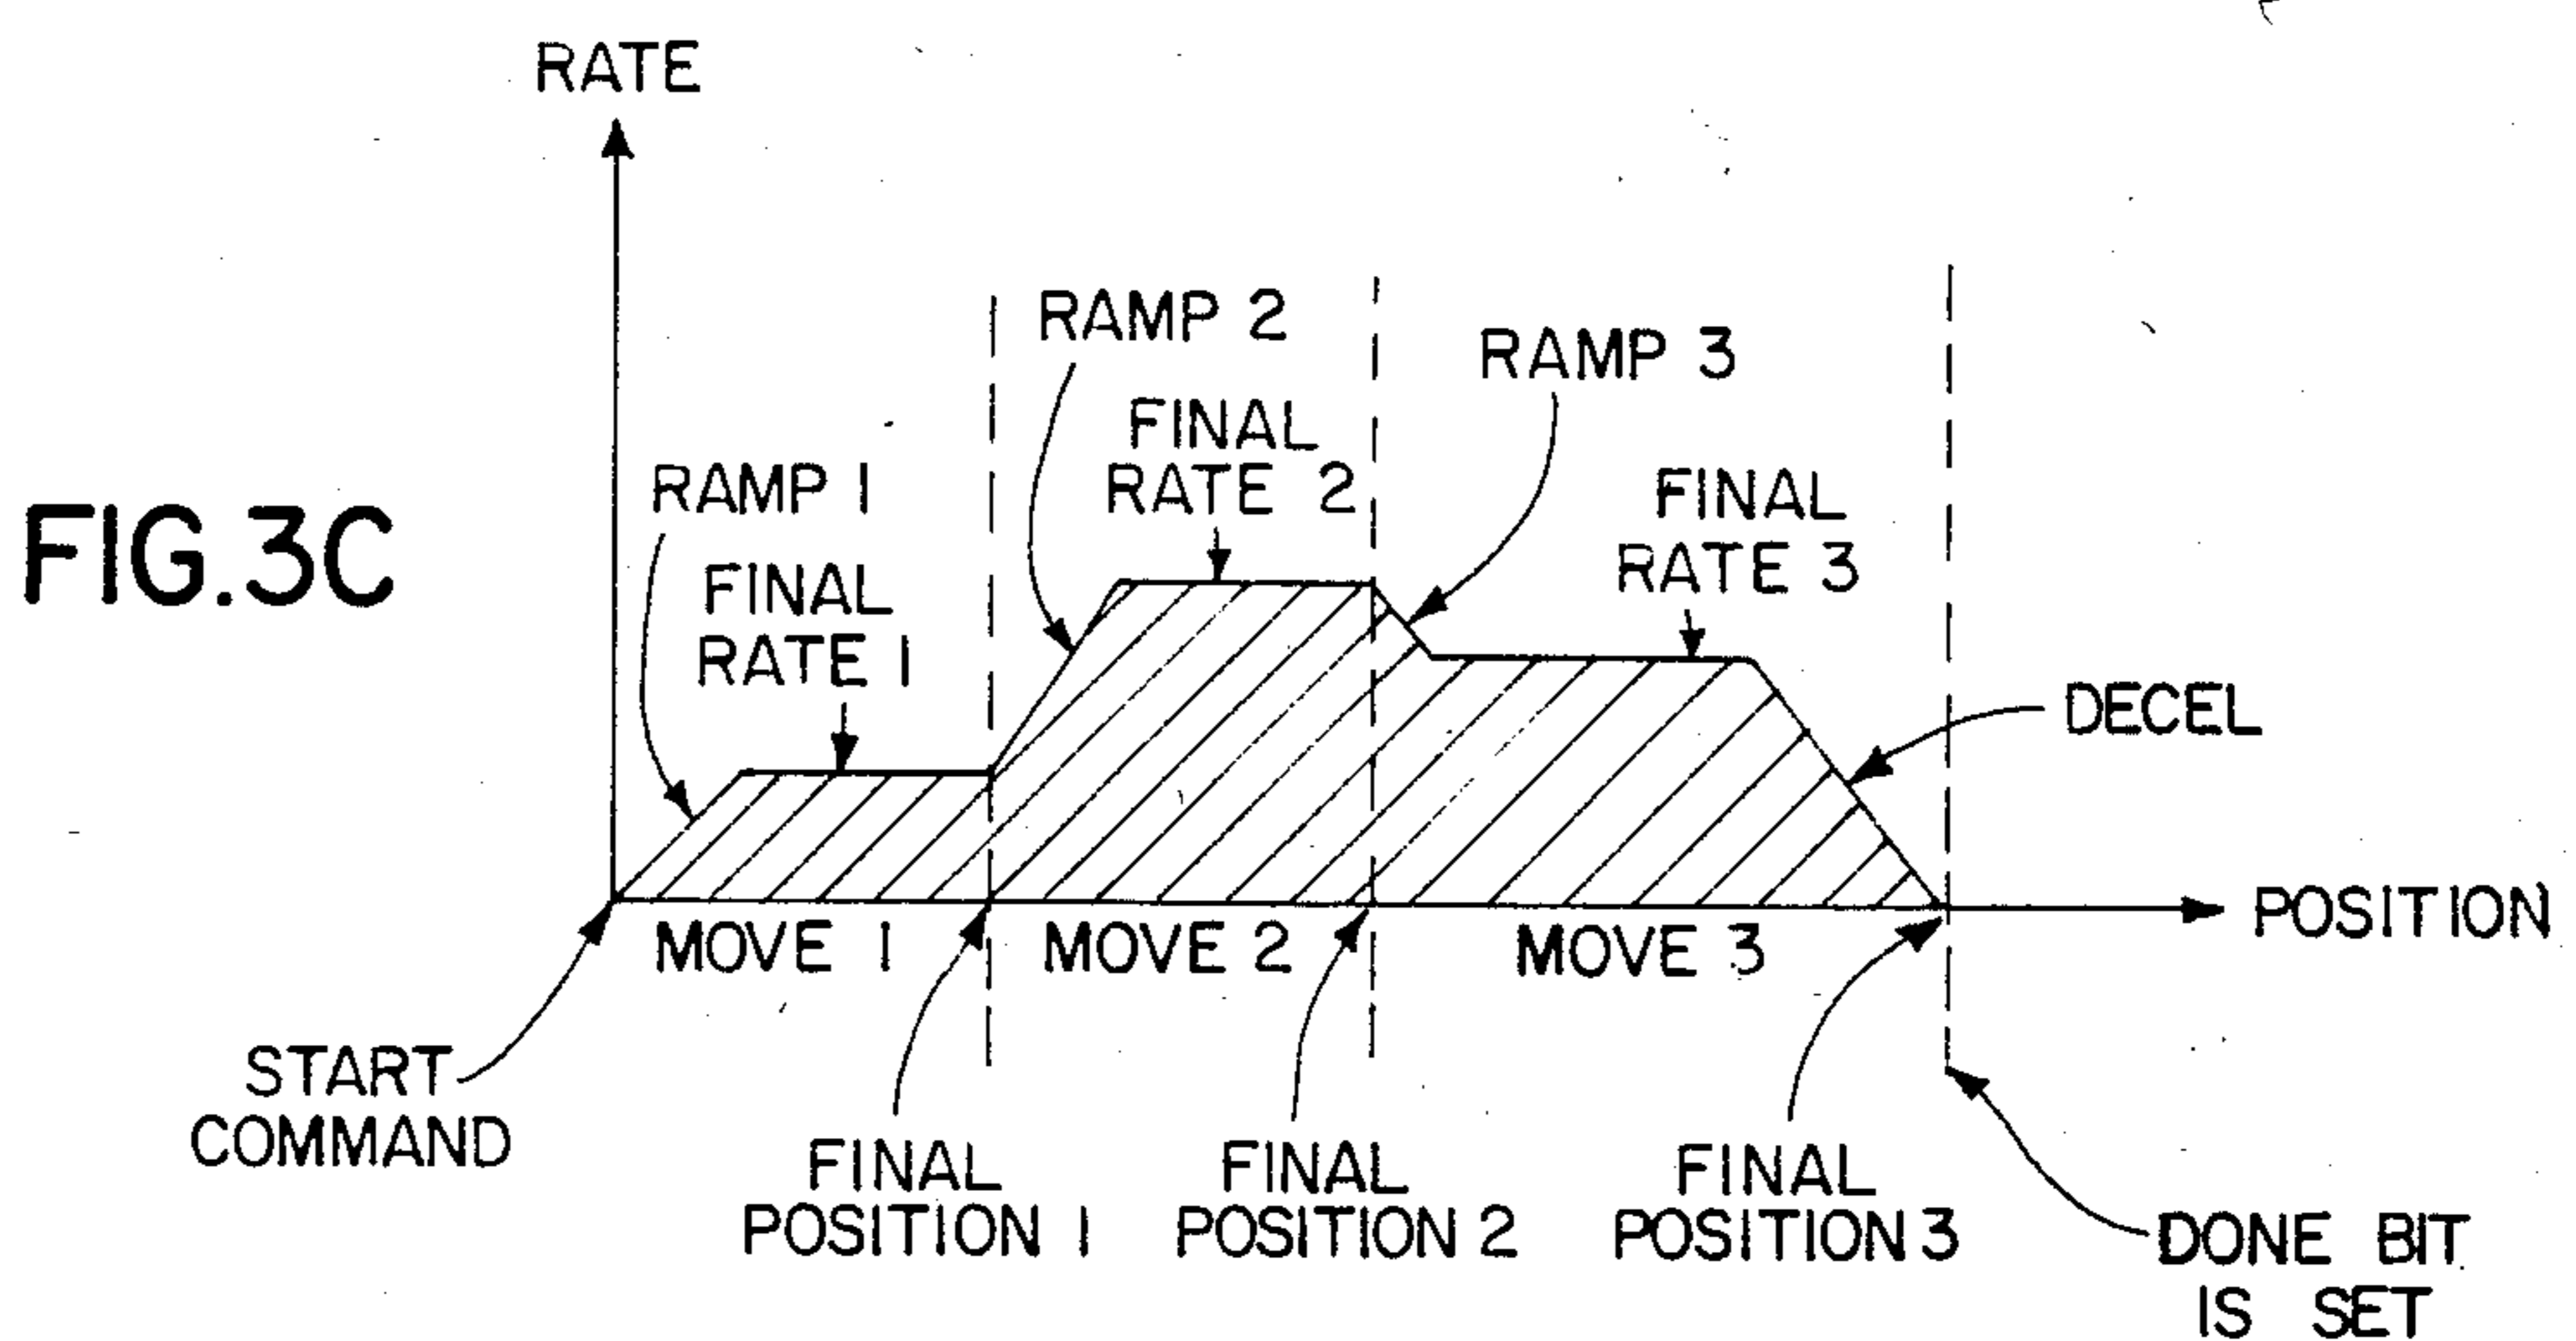 RATE
RAMP 2
RAMP 3
FINAL
RATE 2
RAMP 1
FINAL
RATE 3
FIG.3C
FINAL
RATE 1
DECEL
POSITION
MOVE 1
MOVE 2
MOVE 3
START
COMMAND
FINAL
POSITION 1
FINAL
POSITION 2
FINAL
POSITION 3
DONE BIT
IS SET